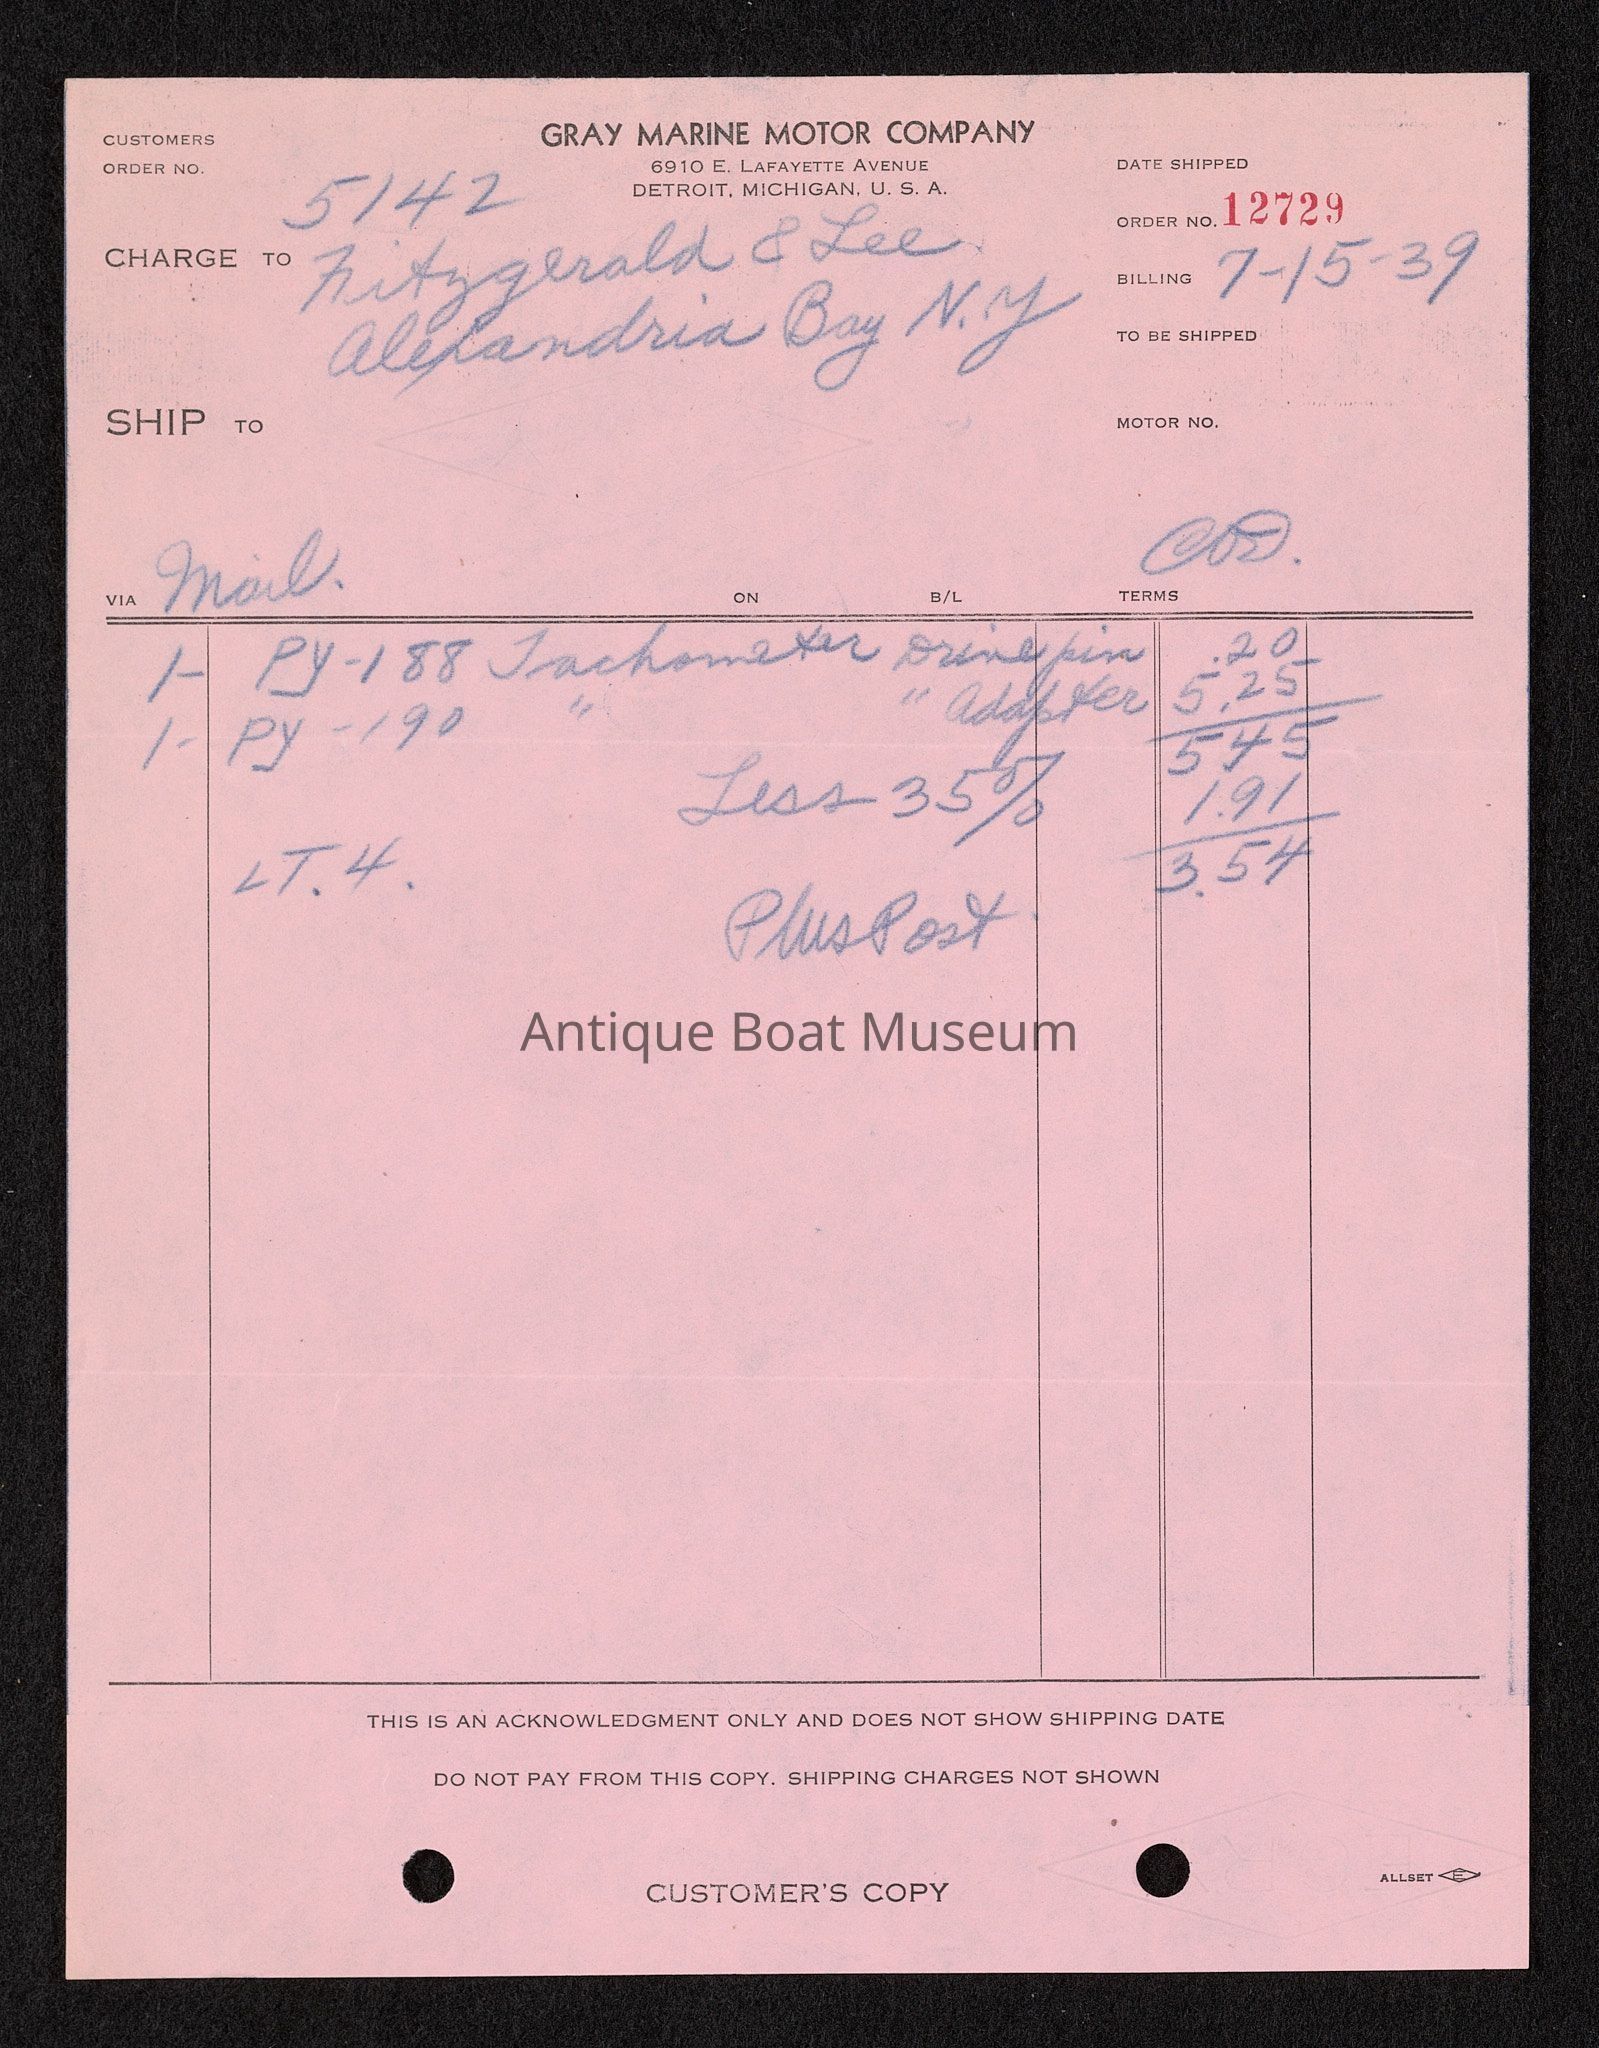 GRAY MARINE MOTOR COMPANY
6910 E. LAFAYETTE AVENUE
DETROIT, MICHIGAN, U. S. A.
CUSTOMERS
ORDER NO. 5142
CHARGE TO Fitzgerald & Lee
Alexandria Bay N.Y
SHIP TO
DATE SHIPPED
ORDER NO. 12729
BILLING 7-15-39
TO BE SHIPPED
MOTOR NO.
VIA Mail. ON B/L TERMS COD.
1- PY-188 Tachometer Drive pin .20
1- PY-190 " " Adapter 5.25
545
Less 35% 1.91
LT. 4. 3.54
Plus Post
Antique Boat Museum
THIS IS AN ACKNOWLEDGMENT ONLY AND DOES NOT SHOW SHIPPING DATE
DO NOT PAY FROM THIS COPY. SHIPPING CHARGES NOT SHOWN
CUSTOMER'S COPY
ALLSET E